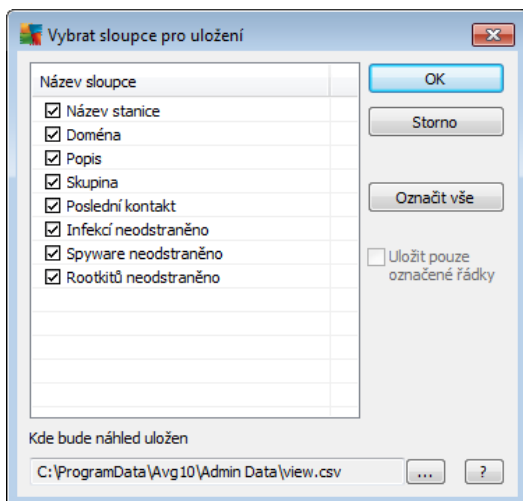 Vybrat sloupce pro uložení
Název sloupce
Název stanice
Doména
Popis
Skupina
Poslední kontakt
Infekcí neodstraněno
Spyware neodstraněno
Rootkitů neodstraněno
OK
Storno
Označit vše
Uložit pouze
označené řádky
Kde bude náhled uložen
C:\ProgramData\Avg10\Admin Data\view.csv
...
?